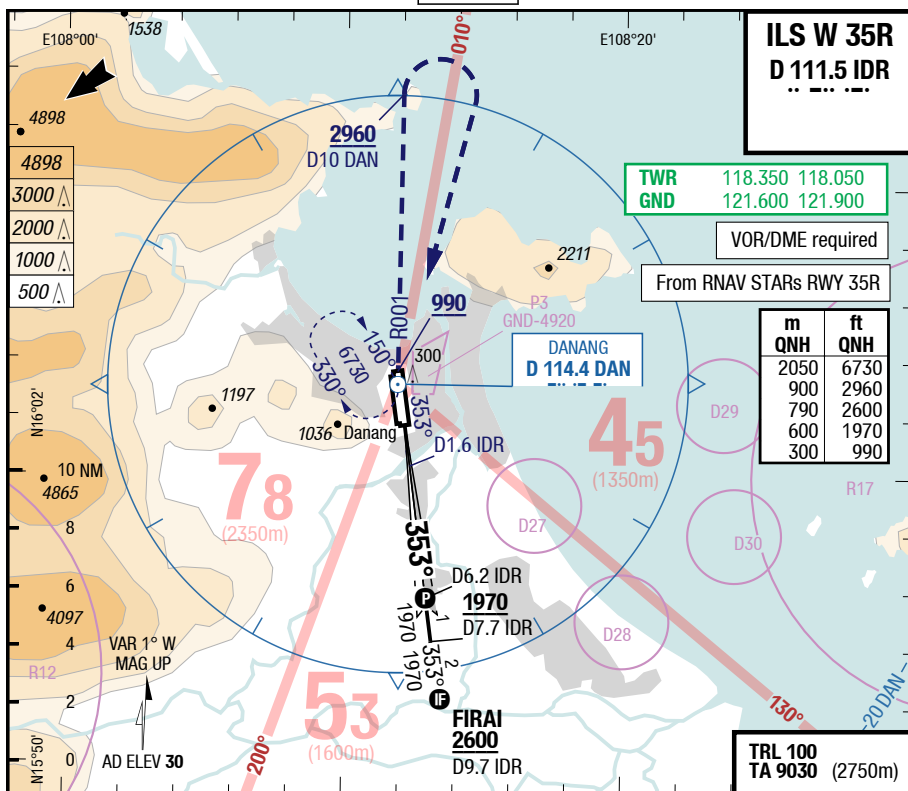 ILS W 35R
D 111.5 IDR
TWR 118.350 118.050
GND 121.600 121.900
VOR/DME required
From RNAV STARs RWY 35R
m ft
QNH QNH
2050 6730
900 2960
790 2600
600 1970
300 990
E108°00'
E108°20'
1538
010°
4898
4898
3000
2000
1000
500
2960
D10 DAN
2211
R001
990
P3
GND-4920
DANANG
D 114.4 DAN
150°
6730
330°
300
353°
1197
1036
Danang
D1.6 IDR
N16°02'
45
(1350m)
D29
R17
10 NM
4865
8
6
4
2
0
78
(2350m)
D27
D30
353°
D6.2 IDR
1970
D7.7 IDR
1
1970
1970
353°
2
D28
4097
VAR 1° W
MAG UP
R12
53
(1600m)
IF
P
FIRAI
2600
D9.7 IDR
130°
20 DAN
200°
N15°50'
AD ELEV 30
TRL 100
TA 9030 (2750m)